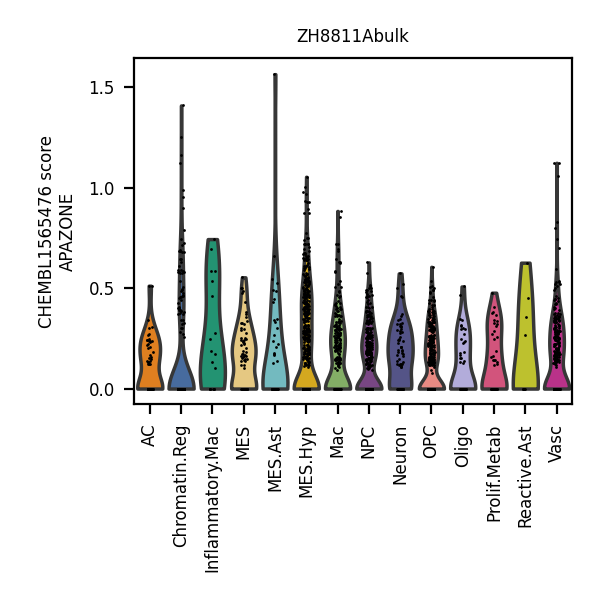 ZH8811Abulk
CHEMBL1565476 score
APAZONE
1.5
1.0
0.5
0.0
AC
Chromatin.Reg
Inflammatory.Mac
MES
MES.Ast
MES.Hyp
Mac
NPC
Neuron
OPC
Oligo
Prolif.Metab
Reactive.Ast
Vasc